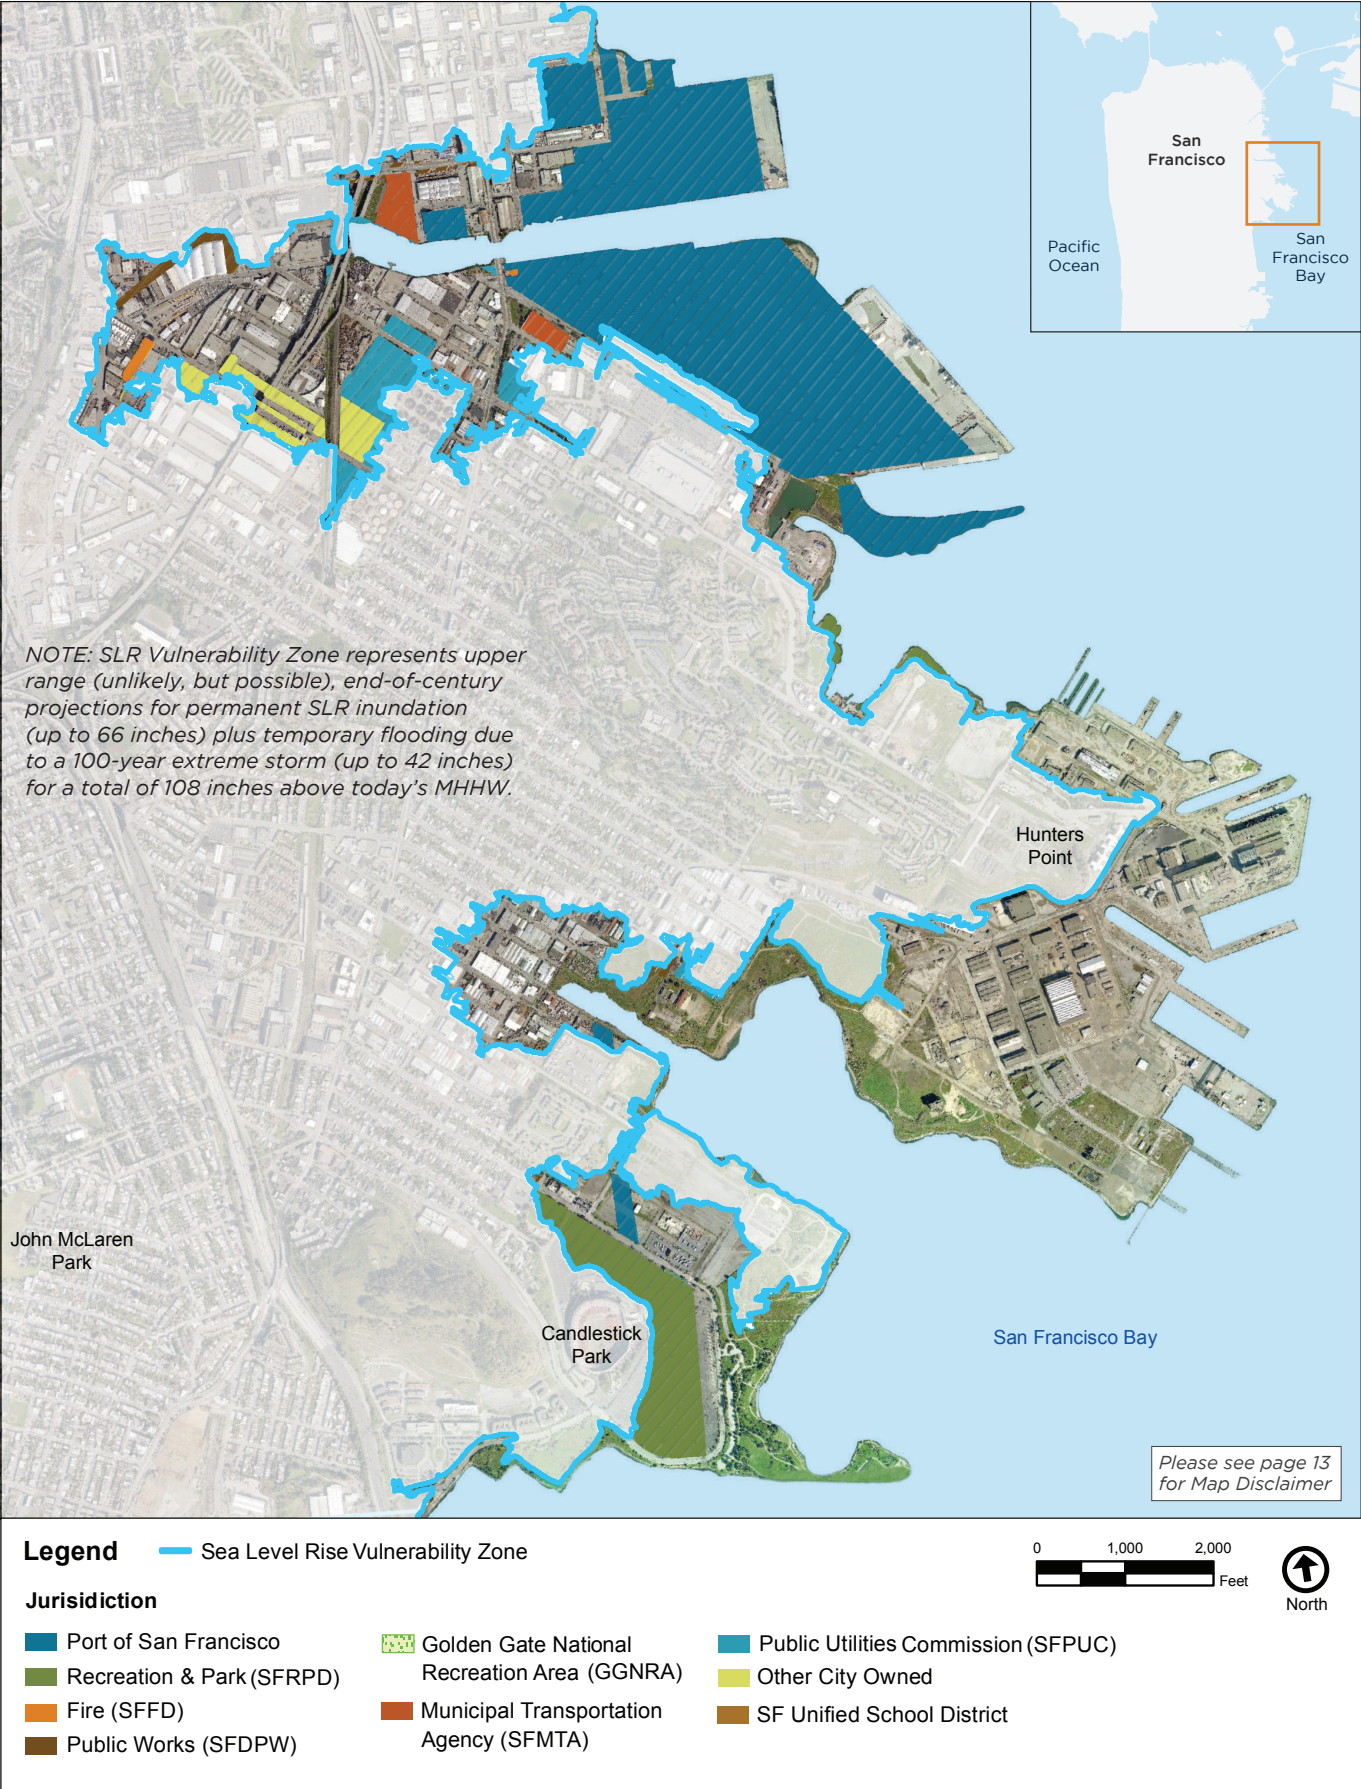 San
Francisco
Pacific
Ocean
San
Francisco
Bay
NOTE: SLR Vulnerability Zone represents upper
range (unlikely, but possible), end-of-century
projections for permanent SLR inundation
(up to 66 inches) plus temporary flooding due
to a 100-year extreme storm (up to 42 inches)
for a total of 108 inches above today's MHHW.
Hunters
Point
John McLaren
Park
Candlestick
Park
San Francisco Bay
Please see page 13
for Map Disclaimer
Legend
Sea Level Rise Vulnerability Zone
0 1,000 2,000
Feet
North
Jurisidiction
Port of San Francisco
Recreation & Park (SFRPD)
Fire (SFFD)
Public Works (SFDPW)
Golden Gate National
Recreation Area (GGNRA)
Municipal Transportation
Agency (SFMTA)
Public Utilities Commission (SFPUC)
Other City Owned
SF Unified School District